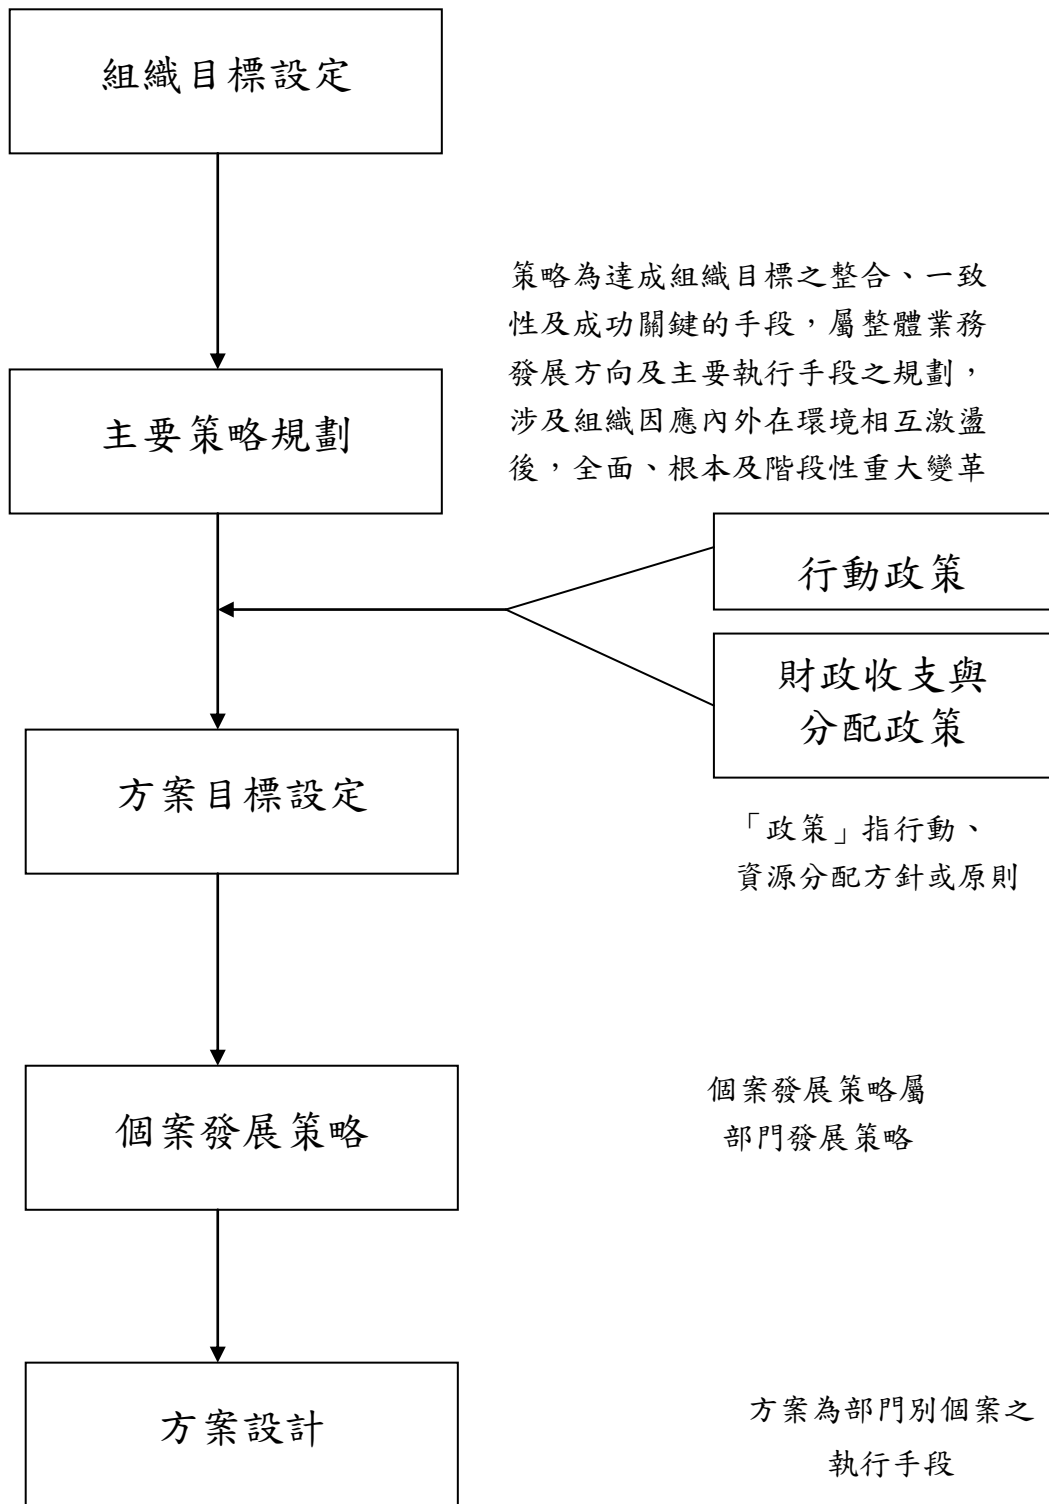 組織目標設定
策略為達成組織目標之整合、一致
性及成功關鍵的手段，屬整體業務
發展方向及主要執行手段之規劃，
涉及組織因應內外在環境相互激盪
後，全面、根本及階段性重大變革
主要策略規劃
行動政策
財政收支與
分配政策
方案目標設定
「政策」指行動、
資源分配方針或原則
個案發展策略
個案發展策略屬
部門發展策略
方案設計
方案為部門別個案之
執行手段